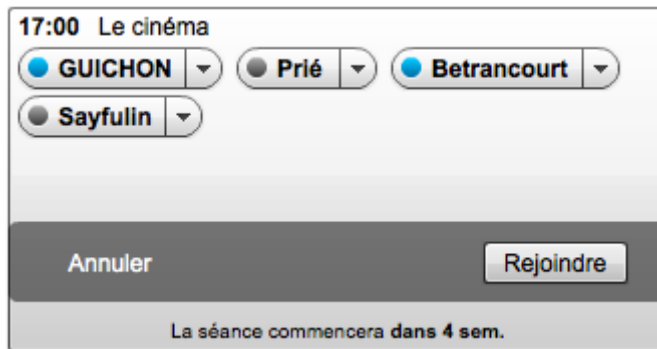 17:00 Le cinéma
GUICHON Prié Betrancourt
Sayfulin
Annuler Rejoindre
La séance commencera dans 4 sem.